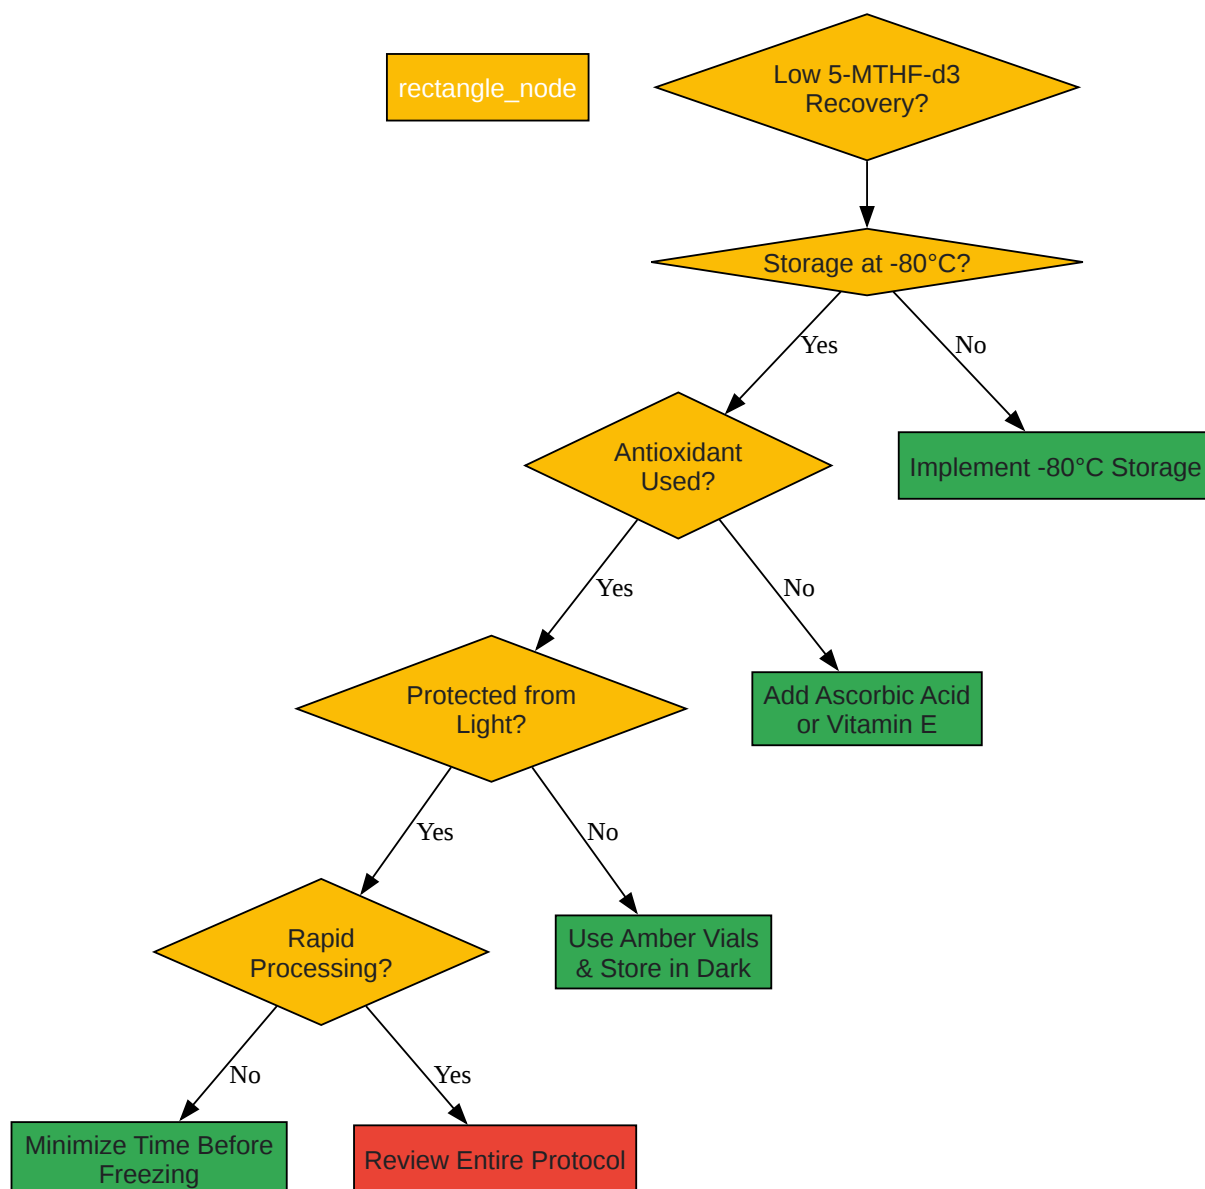 rectangle_node
Low 5-MTHF-d3
Recovery?
Storage at -80°C?
Yes
No
Antioxidant
Used?
Implement -80°C Storage
Yes
No
Protected from
Light?
Add Ascorbic Acid
or Vitamin E
Yes
No
Rapid
Processing?
Use Amber Vials
& Store in Dark
No
Yes
Minimize Time Before
Freezing
Review Entire Protocol